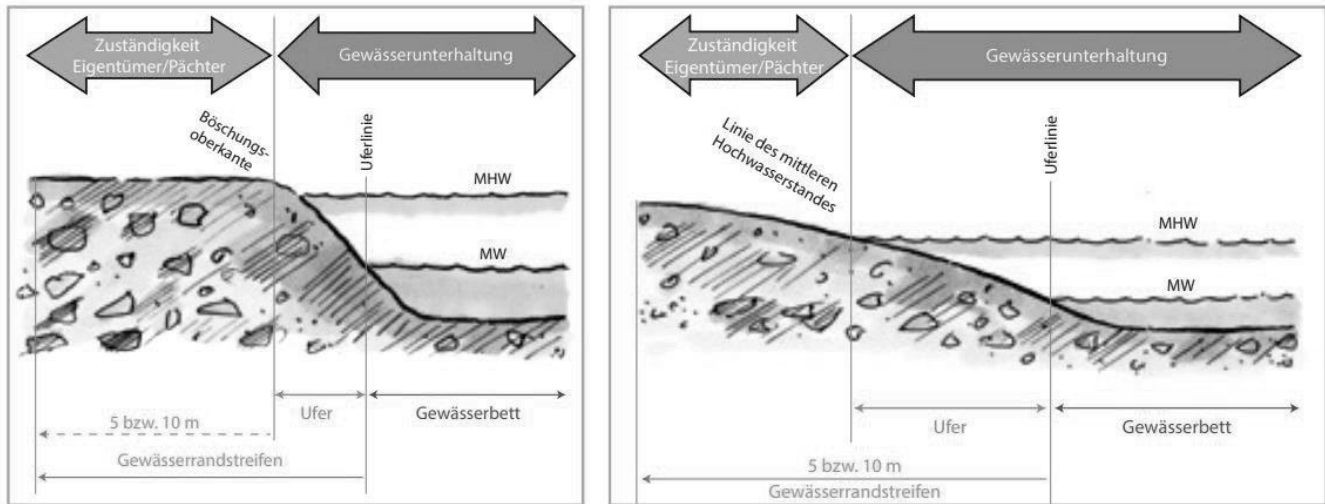 Zuständigkeit
Eigentümer/Pächter
Gewässerunterhaltung
Böschungs-
oberkante
Uferlinie
MHW
MW
Ufer
Gewässerbett
5 bzw. 10 m
Gewässerrandstreifen
Zuständigkeit
Eigentümer/Pächter
Gewässerunterhaltung
Linie des mittleren
Hochwasserstandes
Uferlinie
MHW
MW
Ufer
Gewässerbett
5 bzw. 10 m
Gewässerrandstreifen